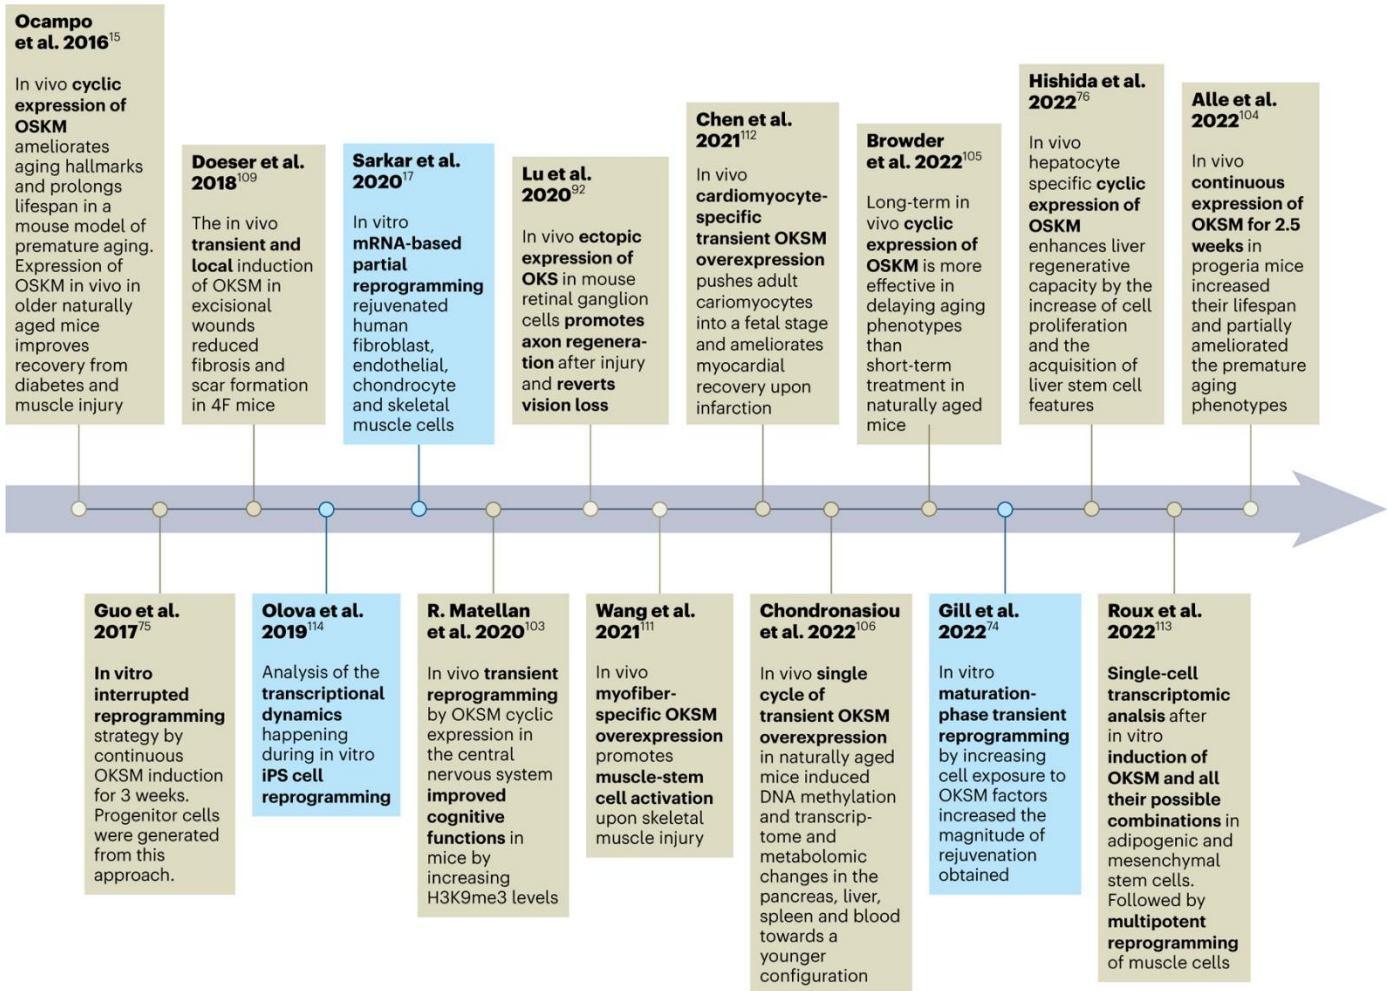 Ocampo
et al. 201615
In vivo cyclic
expression of
OSKM
ameliorates
aging hallmarks
and prolongs
lifespan in a
mouse model of
premature aging.
Expression of
OSKM in vivo in
older naturally
aged mice
improves
recovery from
diabetes and
muscle injury
Doeser et al.
2018109
The in vivo
transient and
local induction
of OKSM in
excisional
wounds
reduced
fibrosis and
scar formation
in 4F mice
Sarkar et al.
202017
In vitro
mRNA-based
partial
reprogramming
rejuvenated
human
fibroblast,
endothelial,
chondrocyte
and skeletal
muscle cells
Lu et al.
202092
In vivo ectopic
expression of
OKS in mouse
retinal ganglion
cells promotes
axon regenera-
tion after injury
and reverts
vision loss
Chen et al.
2021112
In vivo
cardiomyocyte-
specific
transient OKSM
overexpression
pushes adult
cariomyocytes
into a fetal stage
and ameliorates
myocardial
recovery upon
infarction
Browder
et al. 2022105
Long-term in
vivo cyclic
expression of
OSKM is more
effective in
delaying aging
phenotypes
than
short-term
treatment in
naturally aged
mice
Hishida et al.
202276
In vivo
hepatocyte
specific cyclic
expression of
OSKM
enhances liver
regenerative
capacity by the
increase of cell
proliferation
and the
acquisition of
liver stem cell
features
Alle et al.
2022104
In vivo
continuous
expression of
OKSM for 2.5
weeks in
progeria mice
increased
their lifespan
and partially
ameliorated
the premature
aging
phenotypes
Guo et al.
201775
In vitro
interrupted
reprogramming
strategy by
continuous
OKSM induction
for 3 weeks.
Progenitor cells
were generated
from this
approach.
Olova et al.
2019114
Analysis of the
transcriptional
dynamics
happening
during in vitro
iPS cell
reprogramming
R. Matellan
et al. 2020103
In vivo transient
reprogramming
by OKSM cyclic
expression in
the central
nervous system
improved
cognitive
functions in
mice by
increasing
H3K9me3 levels
Wang et al.
2021111
In vivo
myofiber-
specific OKSM
overexpression
promotes
muscle-stem
cell activation
upon skeletal
muscle injury
Chondronasiou
et al. 2022106
In vivo single
cycle of
transient OKSM
overexpression
in naturally aged
mice induced
DNA methylation
and transcrip-
tome and
metabolomic
changes in the
pancreas, liver,
spleen and blood
towards a
younger
configuration
Gill et al.
202274
In vitro
maturation-
phase transient
reprogramming
by increasing
cell exposure to
OKSM factors
increased the
magnitude of
rejuvenation
obtained
Roux et al.
2022113
Single-cell
transcriptomic
analsis after
in vitro
induction of
OKSM and all
their possible
combinations in
adipogenic and
mesenchymal
stem cells.
Followed by
multipotent
reprogramming
of muscle cells